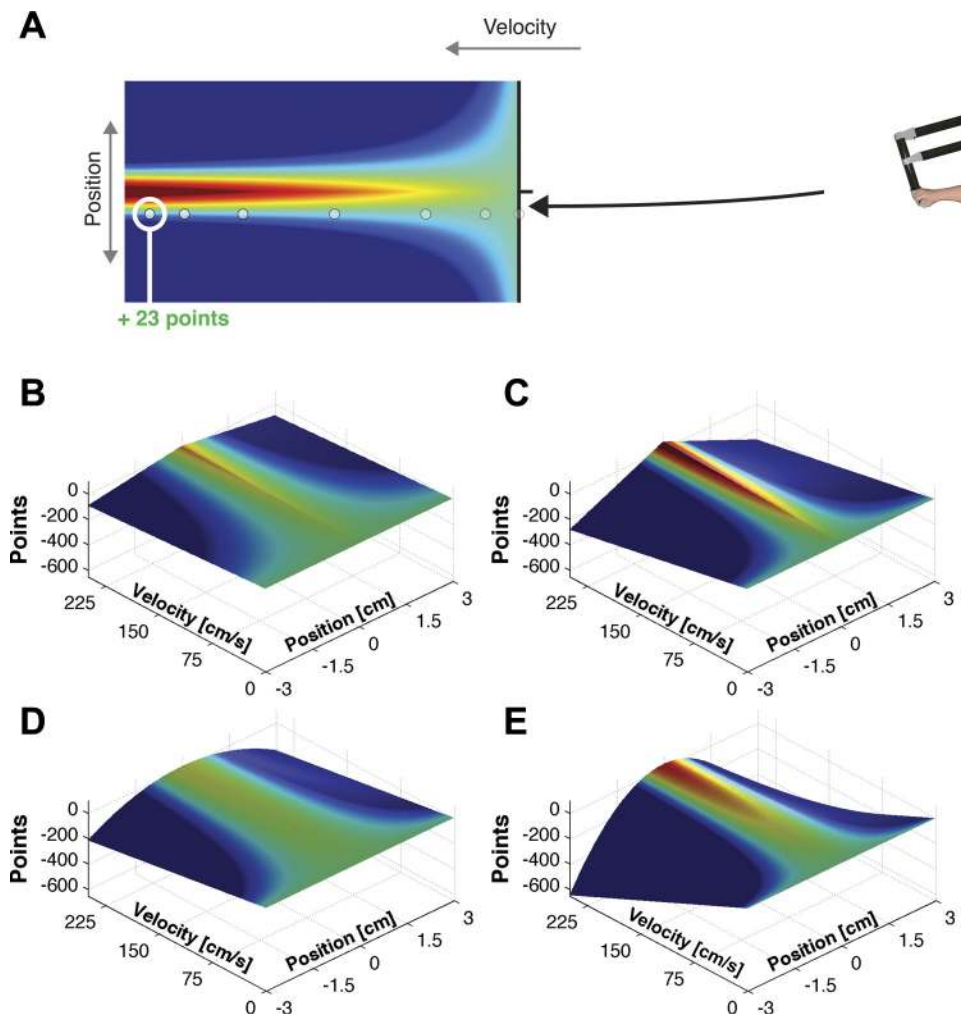 A
Velocity
Position
+ 23 points
B
Points
0
-200
-400
-600
225
150
75
0
Velocity [cm/s]
-3
-1.5
0
1.5
3
Position [cm]
C
Points
0
-200
-400
-600
225
150
75
0
Velocity [cm/s]
-3
-1.5
0
1.5
3
Position [cm]
D
Points
0
-200
-400
-600
225
150
75
0
Velocity [cm/s]
-3
-1.5
0
1.5
3
Position [cm]
E
Points
0
-200
-400
-600
225
150
75
0
Velocity [cm/s]
-3
-1.5
0
1.5
3
Position [cm]